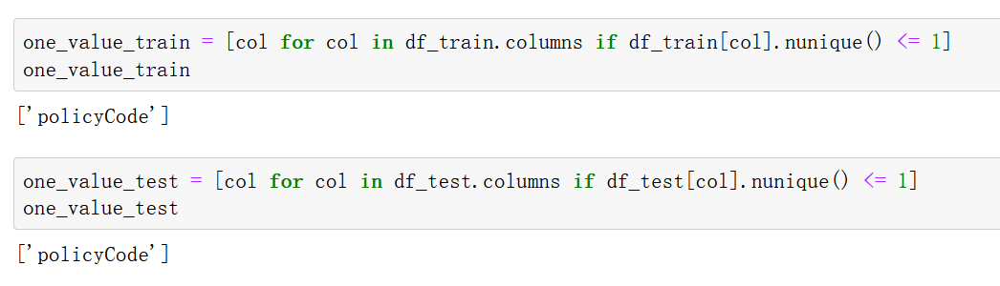 one_value_train = [col for col in df_train.columns if df_train[col].nunique() <= 1]
one_value_train
['policyCode']
one_value_test = [col for col in df_test.columns if df_test[col].nunique() <= 1]
one_value_test
['policyCode']